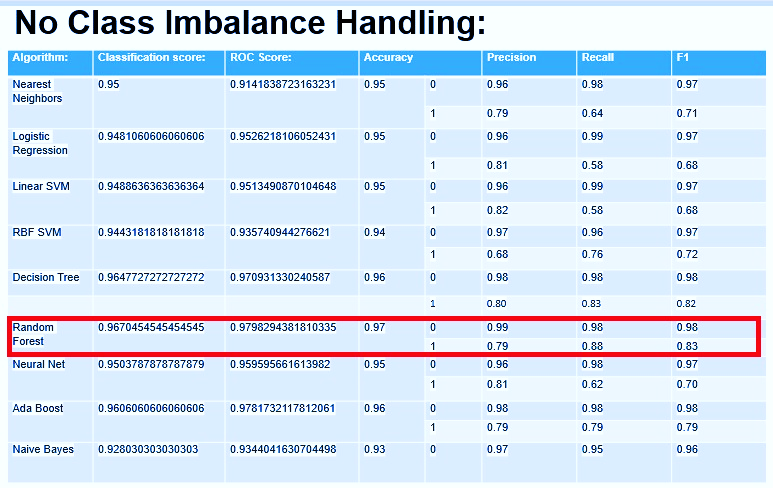 No Class Imbalance Handling:
Algorithm: Classification score: ROC Score: Accuracy Precision Recall F1
Nearest Neighbors 0.95 0.9141838723163231 0.95 0 0.96 0.98 0.97
1 0.79 0.64 0.71
Logistic Regression 0.9481060606060606 0.9526218106052431 0.95 0 0.96 0.99 0.97
1 0.81 0.58 0.68
Linear SVM 0.9488636363636364 0.9513490870104648 0.95 0 0.96 0.99 0.97
1 0.82 0.58 0.68
RBF SVM 0.9443181818181818 0.935740944276621 0.94 0 0.97 0.96 0.97
1 0.68 0.76 0.72
Decision Tree 0.9647727272727272 0.970931330240587 0.96 0 0.98 0.98 0.98
1 0.80 0.83 0.82
Random Forest 0.9670454545454545 0.9798294381810335 0.97 0 0.99 0.98 0.98
1 0.79 0.88 0.83
Neural Net 0.9503787878787879 0.959595661613982 0.95 0 0.96 0.98 0.97
1 0.81 0.62 0.70
Ada Boost 0.9606060606060606 0.9781732117812061 0.96 0 0.98 0.98 0.98
1 0.79 0.79 0.79
Naive Bayes 0.928030303030303 0.9344041630704498 0.93 0 0.97 0.95 0.96